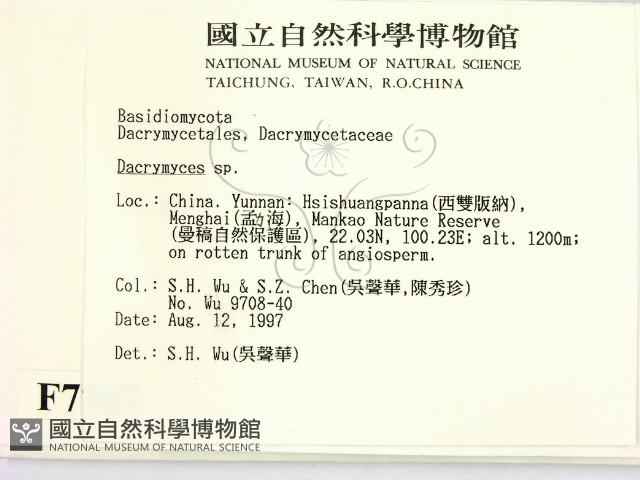 國立自然科學博物館
NATIONAL MUSEUM OF NATURAL SCIENCE
TAICHUNG, TAIWAN, R.O.CHINA
Basidiomycota
Dacrymycetales, Dacrymycetaceae
Dacrymyces sp.
Loc.: China. Yunnan: Hsishuangpanna(西雙版納),
Menghai(孟海), Mankao Nature Reserve
(曼稿自然保護區), 22.03N, 100.23E; alt. 1200m;
on rotten trunk of angiosperm.
Col.: S.H. Wu & S.Z. Chen(吳聲華,陳秀珍)
No. Wu 9708-40
Date: Aug. 12, 1997
Det.: S.H. Wu(吳聲華)
F7
國立自然科學博物館
NATIONAL MUSEUM OF NATURAL SCIENCE